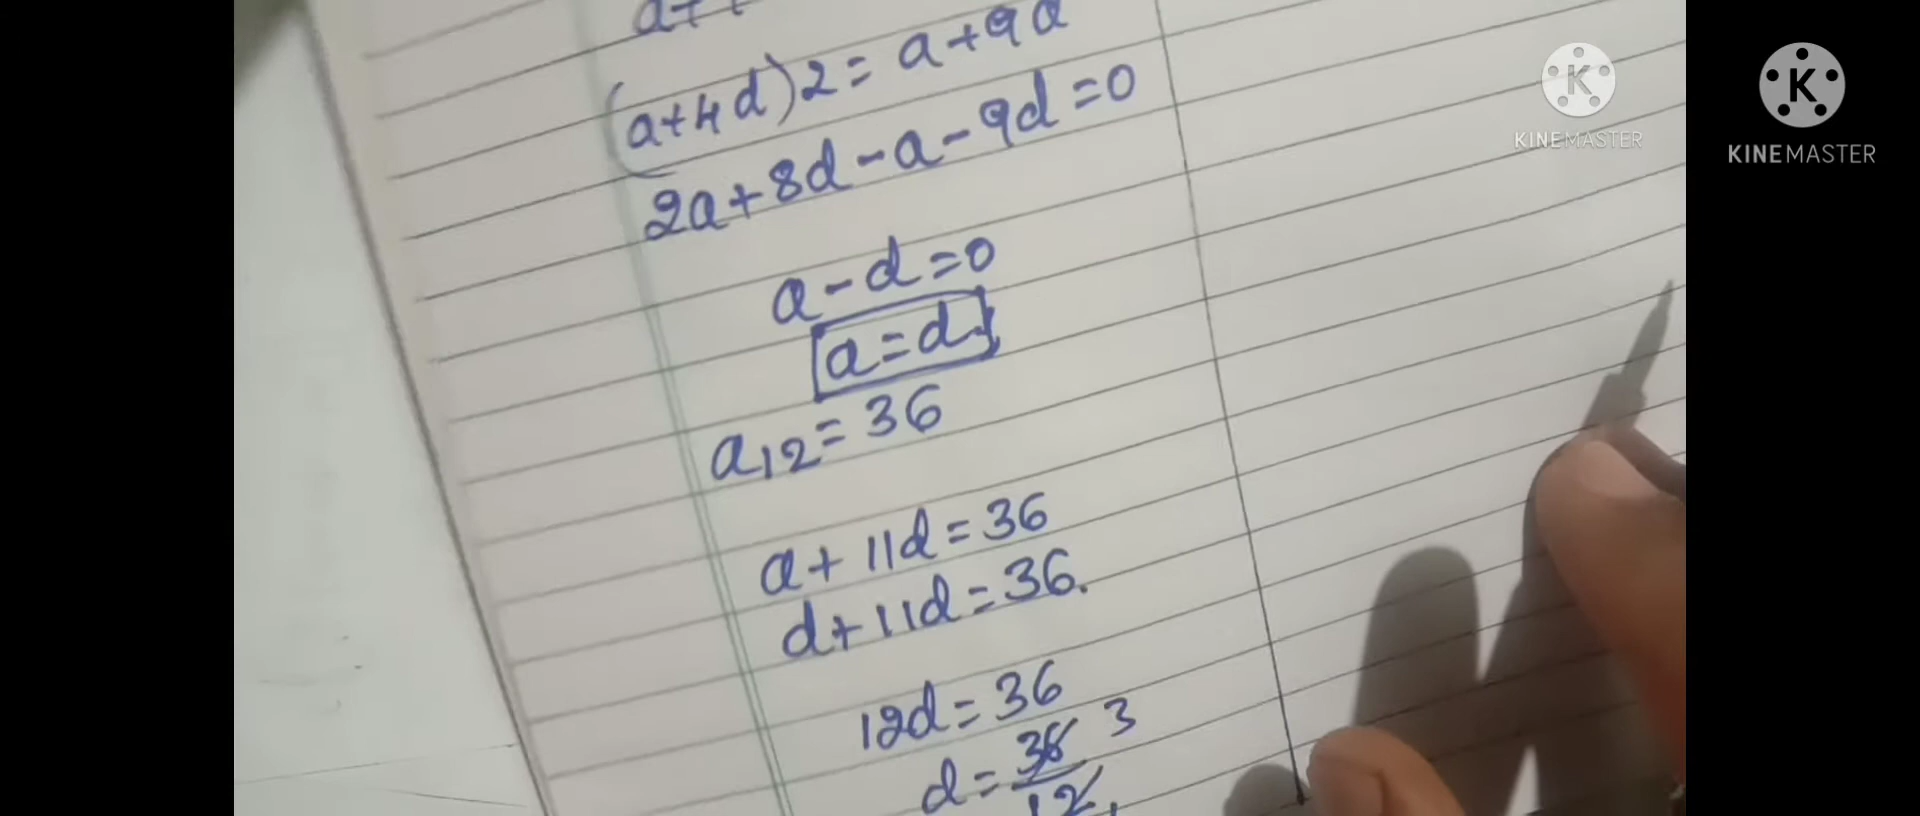 (a+4d)2=a+9d
2a+8d-a-9d=0
a-d=0
a=d
a12=36
a+11d=36
d+11d=36.
12d=36
d=36/12 3
KINEMASTER
KINEMASTER